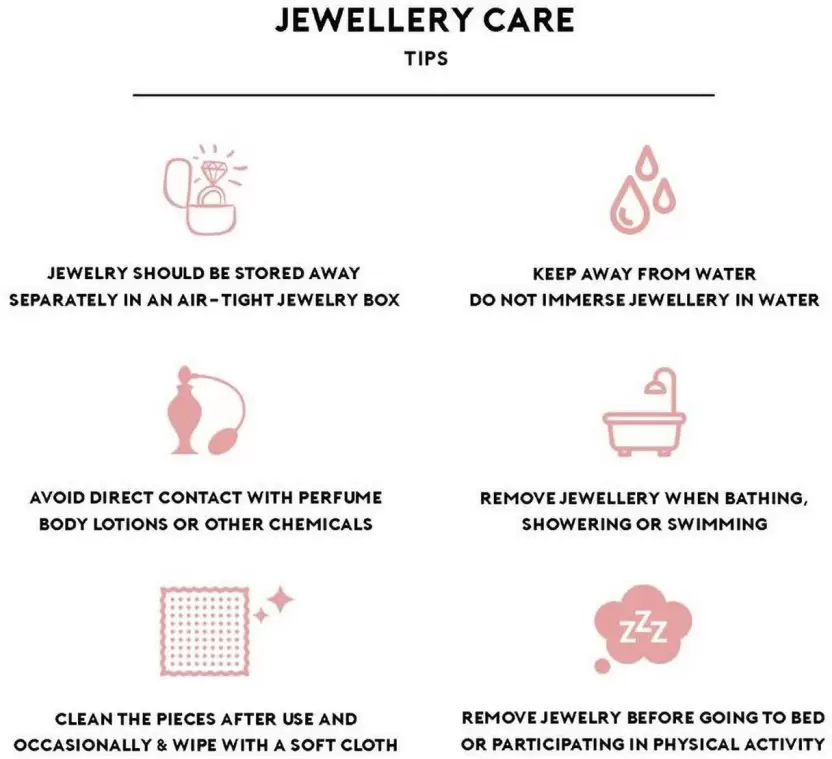 JEWELLERY CARE
TIPS
JEWELRY SHOULD BE STORED AWAY
SEPARATELY IN AN AIR-TIGHT JEWELRY BOX
KEEP AWAY FROM WATER
DO NOT IMMERSE JEWELLERY IN WATER
AVOID DIRECT CONTACT WITH PERFUME
BODY LOTIONS OR OTHER CHEMICALS
REMOVE JEWELLERY WHEN BATHING,
SHOWERING OR SWIMMING
ZZZ
CLEAN THE PIECES AFTER USE AND
OCCASIONALLY & WIPE WITH A SOFT CLOTH
REMOVE JEWELRY BEFORE GOING TO BED
OR PARTICIPATING IN PHYSICAL ACTIVITY